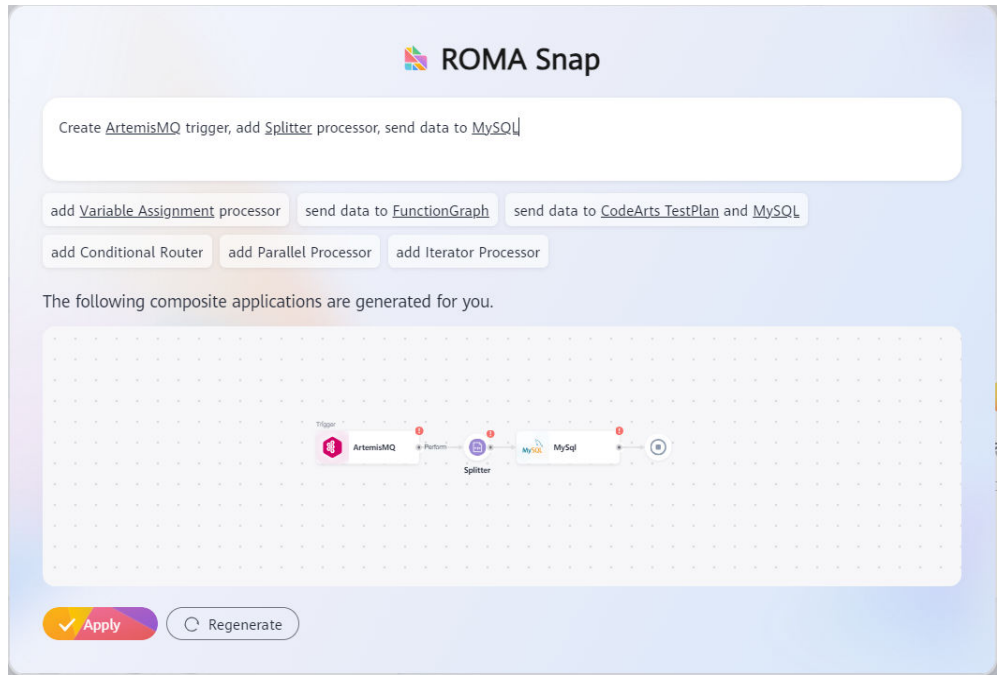 ROMA Snap
Create ArtemisMQ trigger, add Splitter processor, send data to MySQL
add Variable Assignment processor
send data to FunctionGraph
send data to CodeArts TestPlan and MySQL
add Conditional Router
add Parallel Processor
add Iterator Processor
The following composite applications are generated for you.
Trigger
ArtemisMQ
Perform
Splitter
MySQL
MySql
Apply
Regenerate